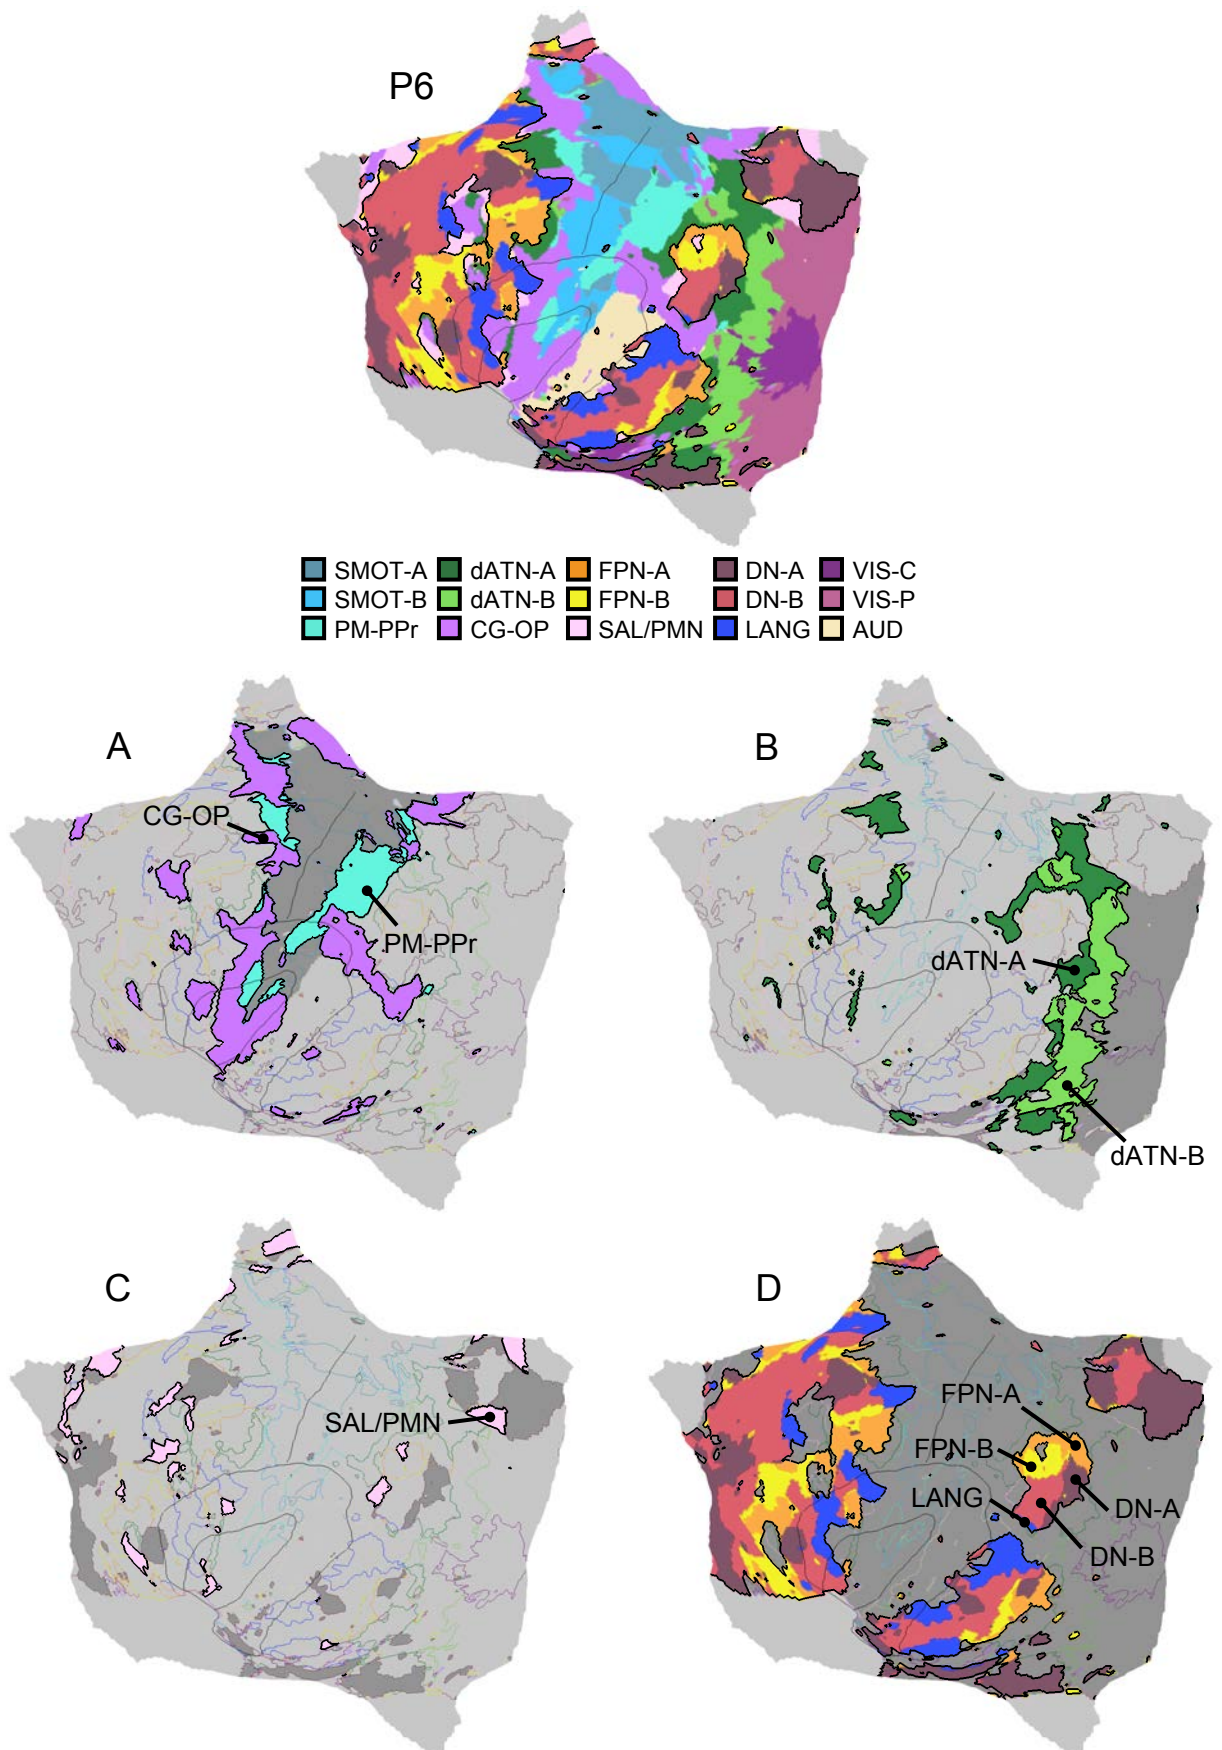 P6
SMOT-A dATN-A FPN-A DN-A VIS-C
SMOT-B dATN-B FPN-B DN-B VIS-P
PM-PPr CG-OP SAL/PMN LANG AUD
A
CG-OP
PM-PPr
B
dATN-A
dATN-B
C
SAL/PMN
D
FPN-A
FPN-B
LANG
DN-A
DN-B